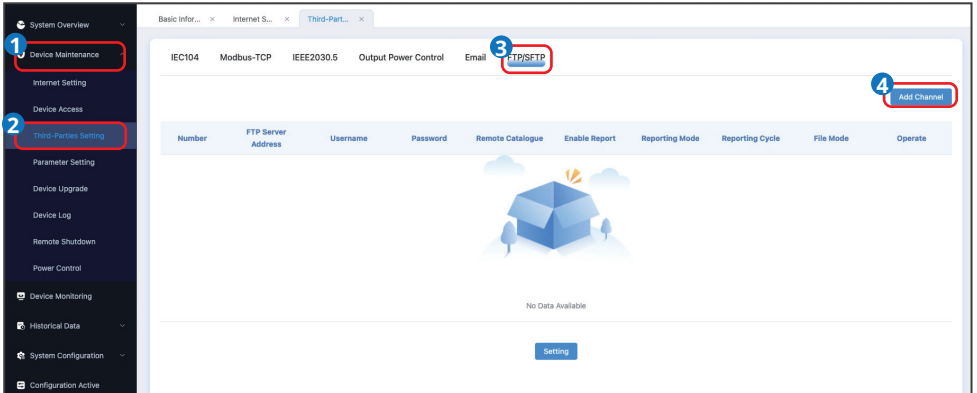 Basic Infor... × Internet S... × Third-Part... ×
System Overview
1
Device Maintenance
Internet Setting
Device Access
2
Third-Parties Setting
Parameter Setting
Device Upgrade
Device Log
Remote Shutdown
Power Control
Device Monitoring
Historical Data
System Configuration
Configuration Active
3
IEC104 Modbus-TCP IEEE2030.5 Output Power Control Email FTP/SFTP
4
Add Channel
Number FTP Server Address Username Password Remote Catalogue Enable Report Reporting Mode Reporting Cycle File Mode Operate
No Data Available
Setting